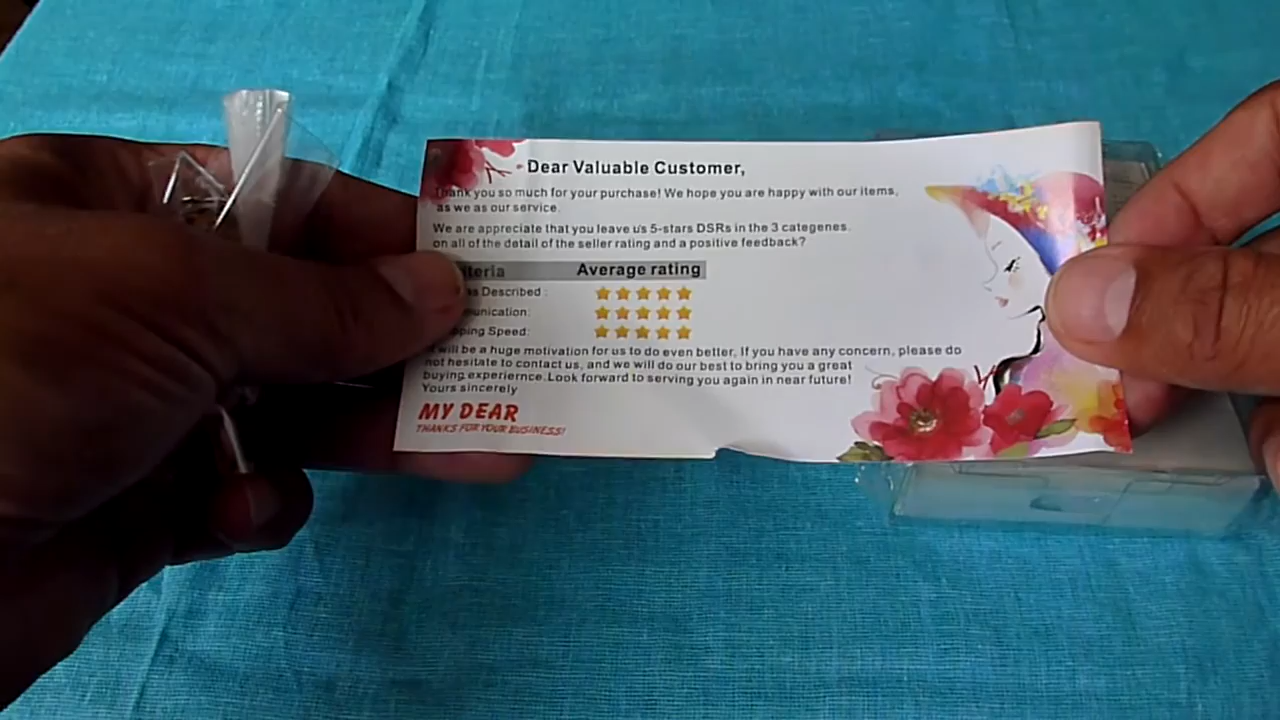 Dear Valuable Customer,
Thank you so much for your purchase! We hope you are happy with our items,
as we as our service.
We are appreciate that you leave us 5-stars DSRs in the 3 categenes.
on all of the detail of the seller rating and a positive feedback?
teria Average rating
as Described :
unication:
ping Speed:
will be a huge motivation for us to do even better, If you have any concern, please do
not hesitate to contact us, and we will do our best to bring you a great
buying experiernce.Look forward to serving you again in near future!
Yours sincerely
MY DEAR
THANKS FOR YOUR BUSINESS!